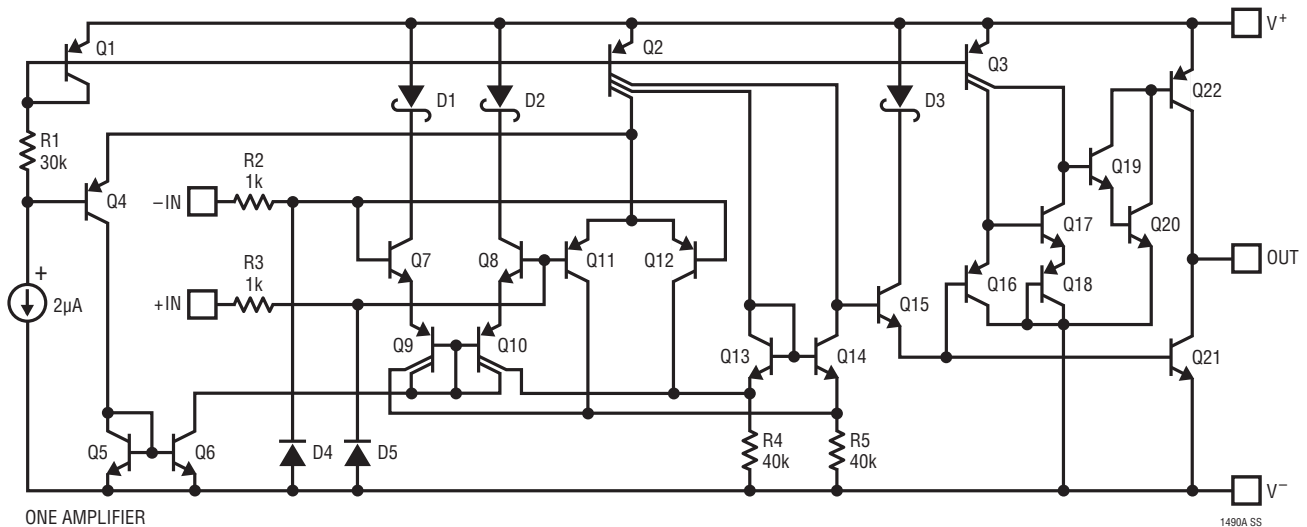 V+
Q1
Q2
Q3
Q22
D1
D2
D3
R1
30k
Q4
R2
1k
–IN
R3
1k
+IN
Q19
Q20
Q17
Q7
Q8
Q11
Q12
OUT
+
2µA
Q15
Q16
Q18
Q9
Q10
Q13
Q14
Q21
Q5
Q6
D4
D5
R4
40k
R5
40k
V–
ONE AMPLIFIER
1490A SS